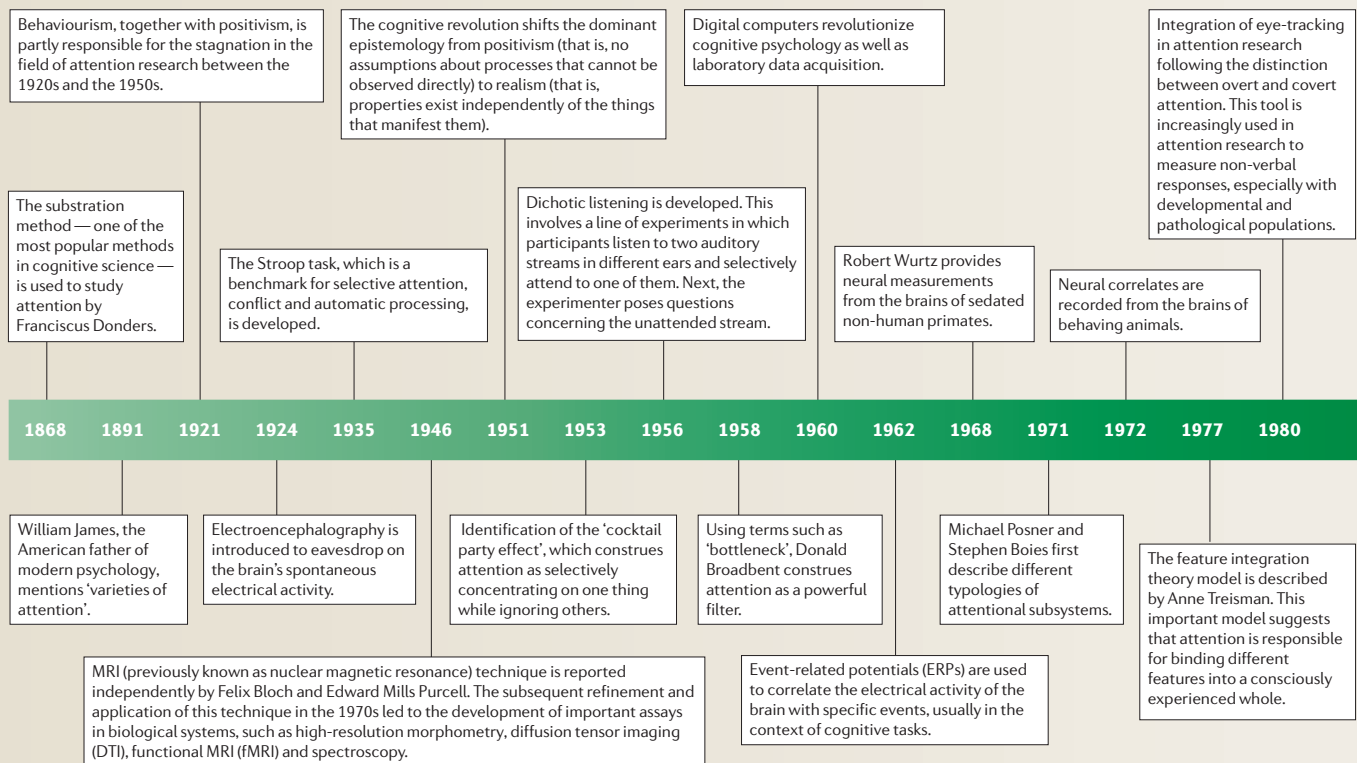 Behaviourism, together with positivism, is
partly responsible for the stagnation in the
field of attention research between the
1920s and the 1950s.
The cognitive revolution shifts the dominant
epistemology from positivism (that is, no
assumptions about processes that cannot be
observed directly) to realism (that is,
properties exist independently of the things
that manifest them).
Digital computers revolutionize
cognitive psychology as well as
laboratory data acquisition.
Integration of eye-tracking
in attention research
following the distinction
between overt and covert
attention. This tool is
increasingly used in
attention research to
measure non-verbal
responses, especially with
developmental and
pathological populations.
The substration
method — one of the
most popular methods
in cognitive science —
is used to study
attention by
Franciscus Donders.
The Stroop task, which is a
benchmark for selective attention,
conflict and automatic processing,
is developed.
Dichotic listening is developed. This
involves a line of experiments in which
participants listen to two auditory
streams in different ears and selectively
attend to one of them. Next, the
experimenter poses questions
concerning the unattended stream.
Robert Wurtz provides
neural measurements
from the brains of sedated
non-human primates.
Neural correlates are
recorded from the brains of
behaving animals.
1868 1891 1921 1924 1935 1946 1951 1953 1956 1958 1960 1962 1968 1971 1972 1977 1980
William James, the
American father of
modern psychology,
mentions ‘varieties of
attention’.
Electroencephalography is
introduced to eavesdrop on
the brain’s spontaneous
electrical activity.
Identification of the ‘cocktail
party effect’, which construes
attention as selectively
concentrating on one thing
while ignoring others.
Using terms such as
‘bottleneck’, Donald
Broadbent construes
attention as a powerful
filter.
Michael Posner and
Stephen Boies first
describe different
typologies of
attentional subsystems.
The feature integration
theory model is described
by Anne Treisman. This
important model suggests
that attention is responsible
for binding different
features into a consciously
experienced whole.
MRI (previously known as nuclear magnetic resonance) technique is reported
independently by Felix Bloch and Edward Mills Purcell. The subsequent refinement and
application of this technique in the 1970s led to the development of important assays
in biological systems, such as high-resolution morphometry, diffusion tensor imaging
(DTI), functional MRI (fMRI) and spectroscopy.
Event-related potentials (ERPs) are used
to correlate the electrical activity of the
brain with specific events, usually in the
context of cognitive tasks.